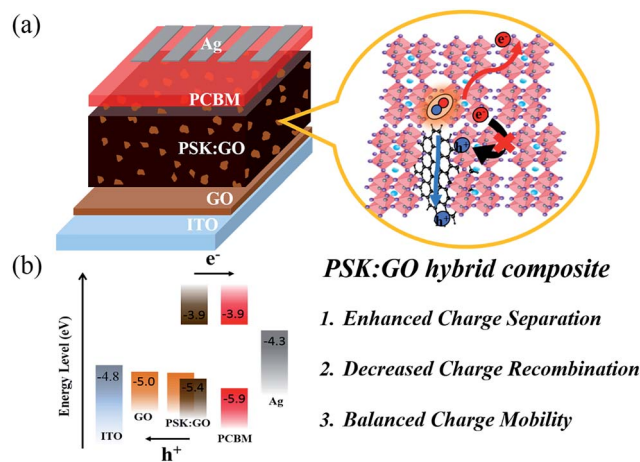 (a)
Ag
PCBM
PSK:GO
GO
ITO
e-
e-
h+
h+
(b)
e-
Energy Level (eV)
-3.9
-3.9
-4.3
-4.8
-5.0
-5.4
-5.9
ITO
GO
PSK:GO
PCBM
Ag
h+
PSK:GO hybrid composite
1. Enhanced Charge Separation
2. Decreased Charge Recombination
3. Balanced Charge Mobility